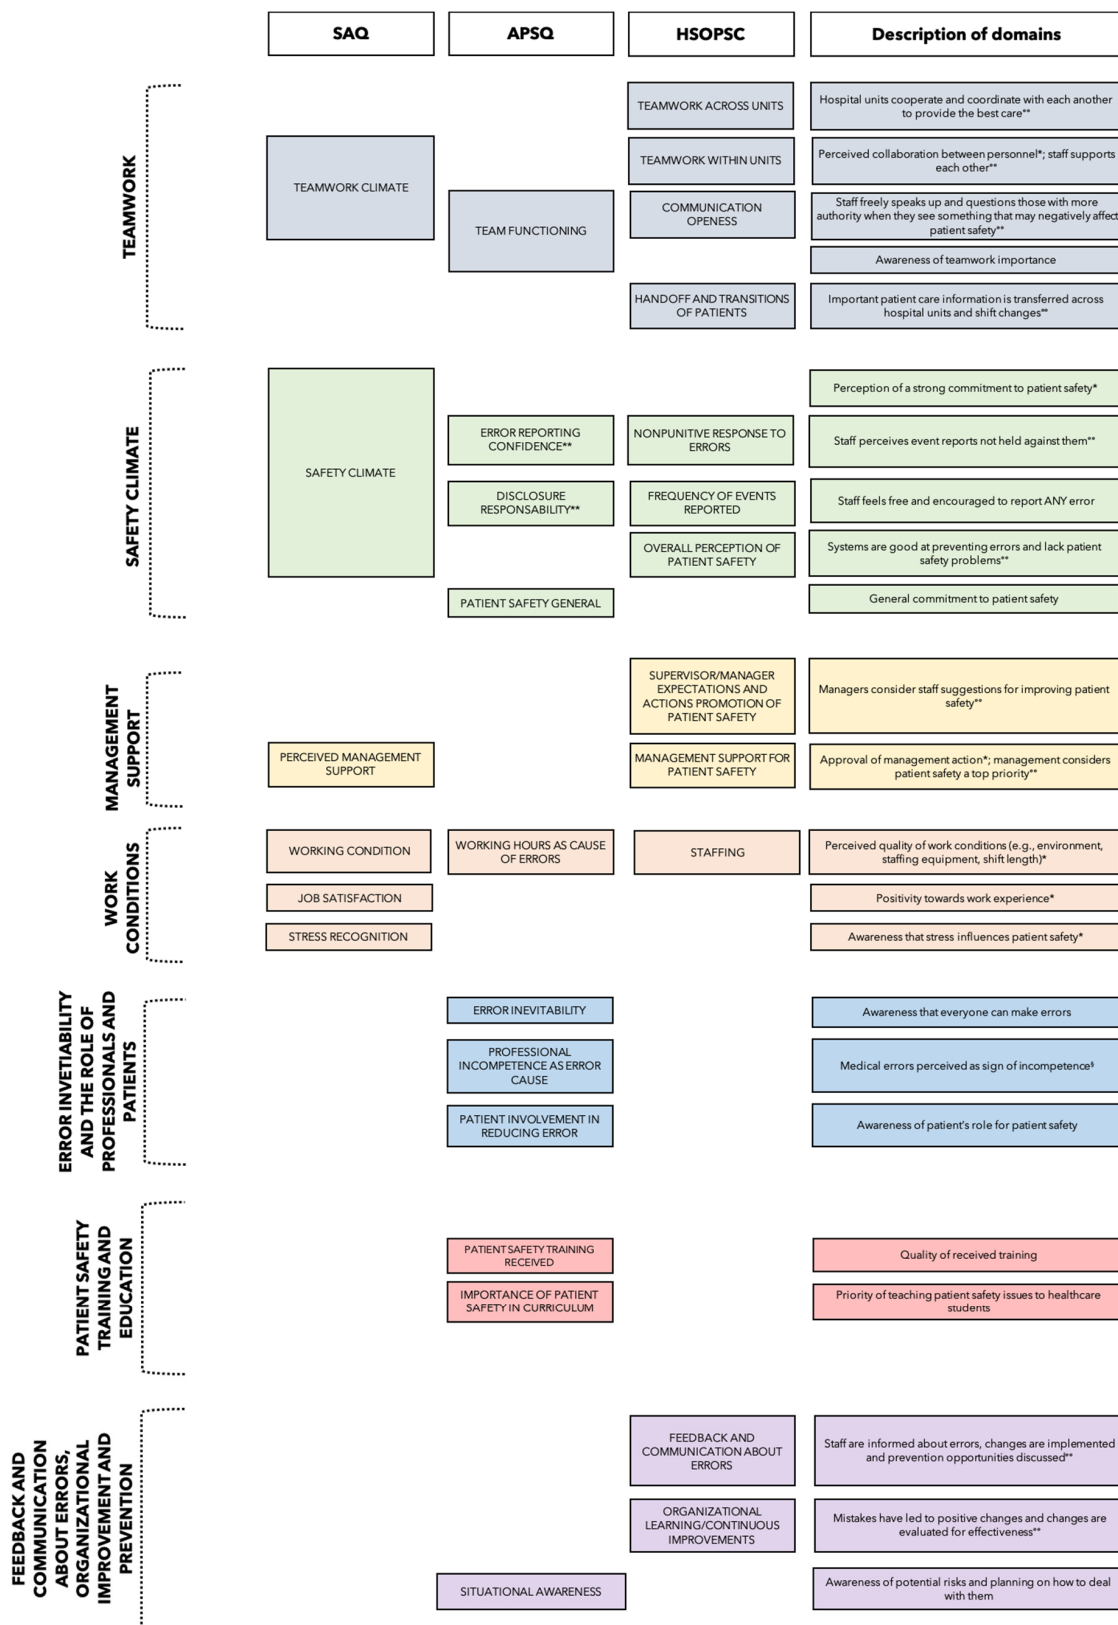 SAQ
APSQ
HSOPSC
Description of domains
TEAMWORK
TEAMWORK ACROSS UNITS
Hospital units cooperate and coordinate with each another
to provide the best care**
TEAMWORK CLIMATE
TEAMWORK WITHIN UNITS
Perceived collaboration between personnel*; staff supports
each other**
TEAM FUNCTIONING
COMMUNICATION
OPENESS
Staff freely speaks up and questions those with more
authority when they see something that may negatively affect
patient safety**
Awareness of teamwork importance
HANDOFF AND TRANSITIONS
OF PATIENTS
Important patient care information is transferred across
hospital units and shift changes**
SAFETY CLIMATE
SAFETY CLIMATE
Perception of a strong commitment to patient safety*
ERROR REPORTING
CONFIDENCE**
NONPUNITIVE RESPONSE TO
ERRORS
Staff perceives event reports not held against them**
DISCLOSURE
RESPONSABILITY**
FREQUENCY OF EVENTS
REPORTED
Staff feels free and encouraged to report ANY error
OVERALL PERCEPTION OF
PATIENT SAFETY
Systems are good at preventing errors and lack patient
safety problems**
PATIENT SAFETY GENERAL
General commitment to patient safety
MANAGEMENT
SUPPORT
SUPERVISOR/MANAGER
EXPECTATIONS AND
ACTIONS PROMOTION OF
PATIENT SAFETY
Managers consider staff suggestions for improving patient
safety**
PERCEIVED MANAGEMENT
SUPPORT
MANAGEMENT SUPPORT FOR
PATIENT SAFETY
Approval of management action*; management considers
patient safety a top priority**
WORK
CONDITIONS
WORKING CONDITION
WORKING HOURS AS CAUSE
OF ERRORS
STAFFING
Perceived quality of work conditions (e.g., environment,
staffing equipment, shift length)*
JOB SATISFACTION
Positivity towards work experience*
STRESS RECOGNITION
Awareness that stress influences patient safety*
ERROR INVETIABILITY
AND THE ROLE OF
PROFESSIONALS AND
PATIENTS
ERROR INEVITABILITY
Awareness that everyone can make errors
PROFESSIONAL
INCOMPETENCE AS ERROR
CAUSE
Medical errors perceived as sign of incompetence§
PATIENT INVOLVEMENT IN
REDUCING ERROR
Awareness of patient's role for patient safety
PATIENT SAFETY
TRAINING AND
EDUCATION
PATIENT SAFETY TRAINING
RECEIVED
Quality of received training
IMPORTANCE OF PATIENT
SAFETY IN CURRICULUM
Priority of teaching patient safety issues to healthcare
students
FEEDBACK AND
COMMUNICATION
ABOUT ERRORS,
ORGANIZATIONAL
IMPROVEMENT AND
PREVENTION
FEEDBACK AND
COMMUNICATION ABOUT
ERRORS
Staff are informed about errors, changes are implemented
and prevention opportunities discussed**
ORGANIZATIONAL
LEARNING/CONTINUOUS
IMPROVEMENTS
Mistakes have led to positive changes and changes are
evaluated for effectiveness**
SITUATIONAL AWARENESS
Awareness of potential risks and planning on how to deal
with them